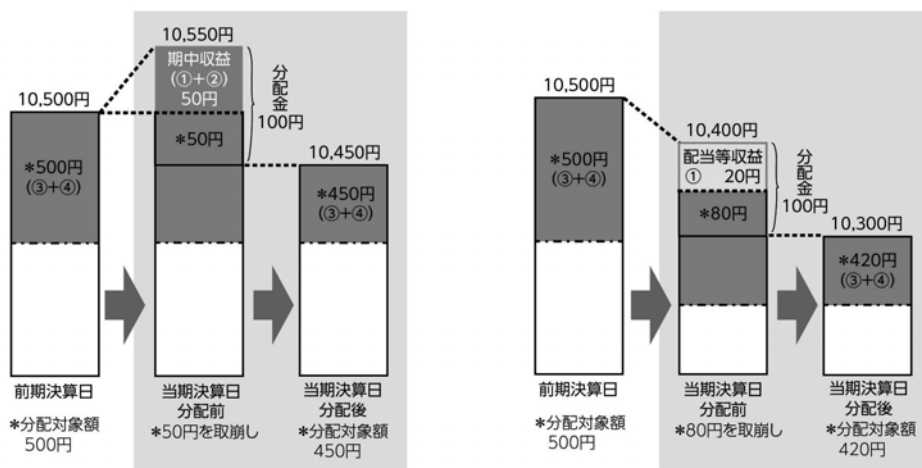 10,550円
期中収益
(①+②)
50円
分配金
100円
10,500円
*500円
(③+④)
*50円
10,450円
*450円
(③+④)
前期決算日
*分配対象額
500円
当期決算日
分配前
*50円を取崩し
当期決算日
分配後
*分配対象額
450円
10,500円
*500円
(③+④)
10,400円
配当等収益
① 20円
分配金
100円
*80円
10,300円
*420円
(③+④)
前期決算日
*分配対象額
500円
当期決算日
分配前
*80円を取崩し
当期決算日
分配後
*分配対象額
420円